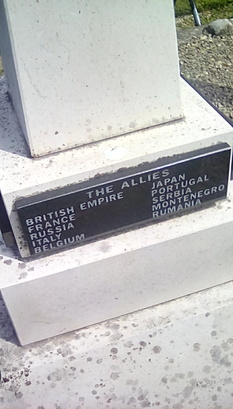 THE ALLIES
BRITISH EMPIRE
FRANCE
RUSSIA
ITALY
BELGIUM
JAPAN
PORTUGAL
SERBIA
MONTENEGRO
RUMANIA